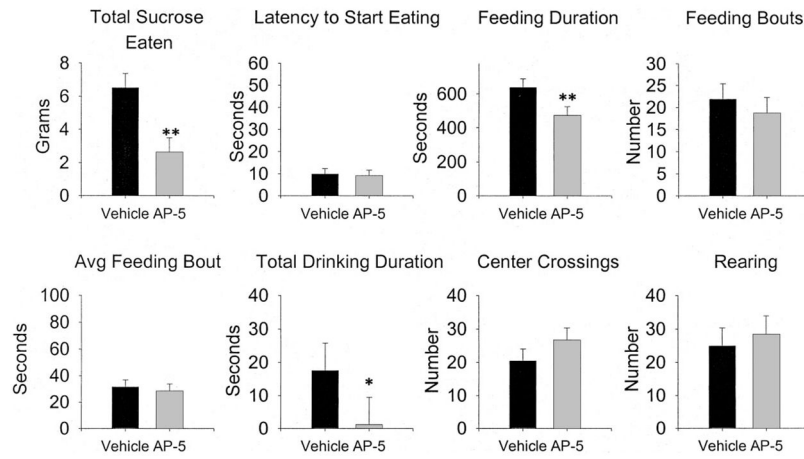 Total Sucrose
Eaten
Grams
8
6
4
2
0
**
Vehicle AP-5
Latency to Start Eating
Seconds
60
50
40
30
20
10
0
Vehicle AP-5
Feeding Duration
Seconds
600
400
200
0
**
Vehicle AP-5
Feeding Bouts
Number
30
25
20
15
10
5
0
Vehicle AP-5
Avg Feeding Bout
Seconds
100
80
60
40
20
0
Vehicle AP-5
Total Drinking Duration
Seconds
40
30
20
10
0
*
Vehicle AP-5
Center Crossings
Number
40
30
20
10
0
Vehicle AP-5
Rearing
Number
40
30
20
10
0
Vehicle AP-5